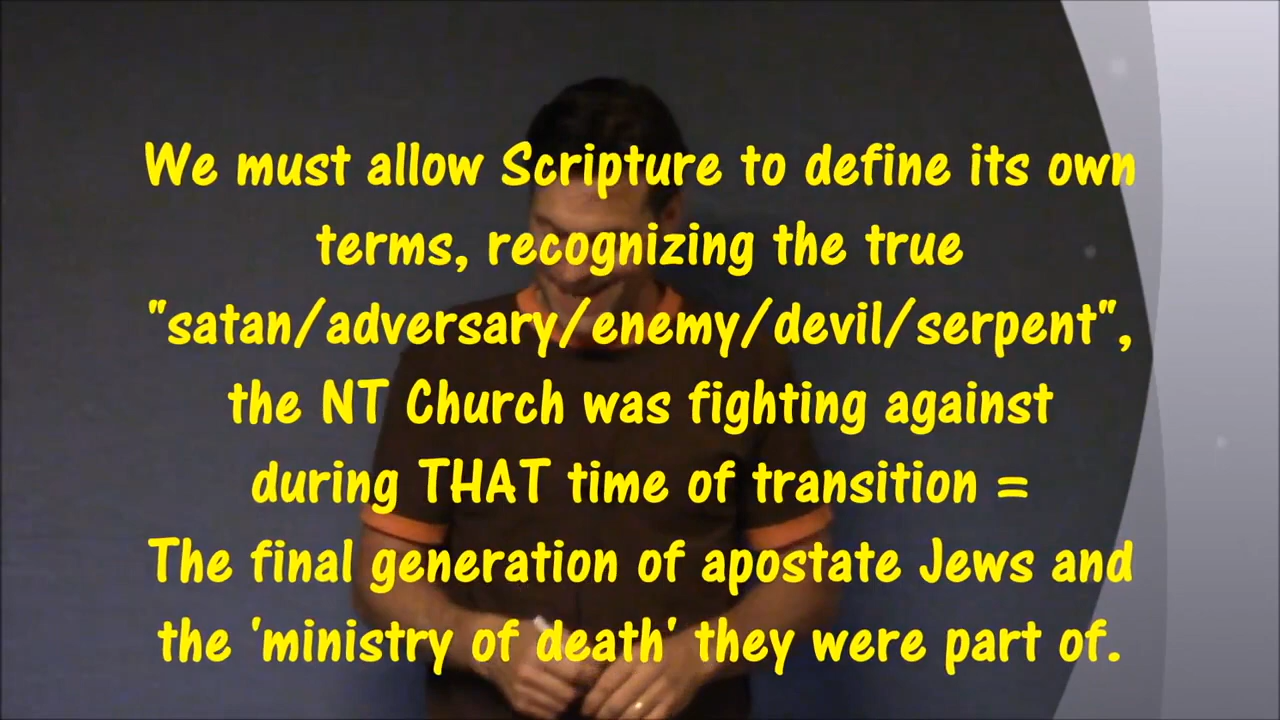 We must allow Scripture to define its own
terms, recognizing the true
"satan/adversary/enemy/devil/serpent",
the NT Church was fighting against
during THAT time of transition =
The final generation of apostate Jews and
the 'ministry of death' they were part of.